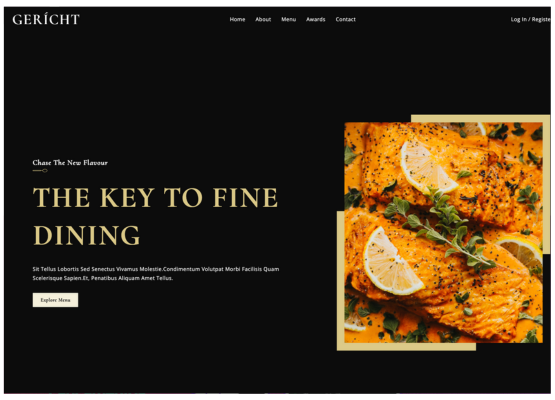 GERÍCHT
Home About Menu Awards Contact
Log In / Registe
Chase The New Flavour
THE KEY TO FINE
DINING
Sit Tellus Lobortis Sed Senectus Vivamus Molestie.Condimentum Volutpat Morbi Facilisis Quam
Scelerisque Sapien.Et, Penatibus Aliquam Amet Tellus.
Explore Menu